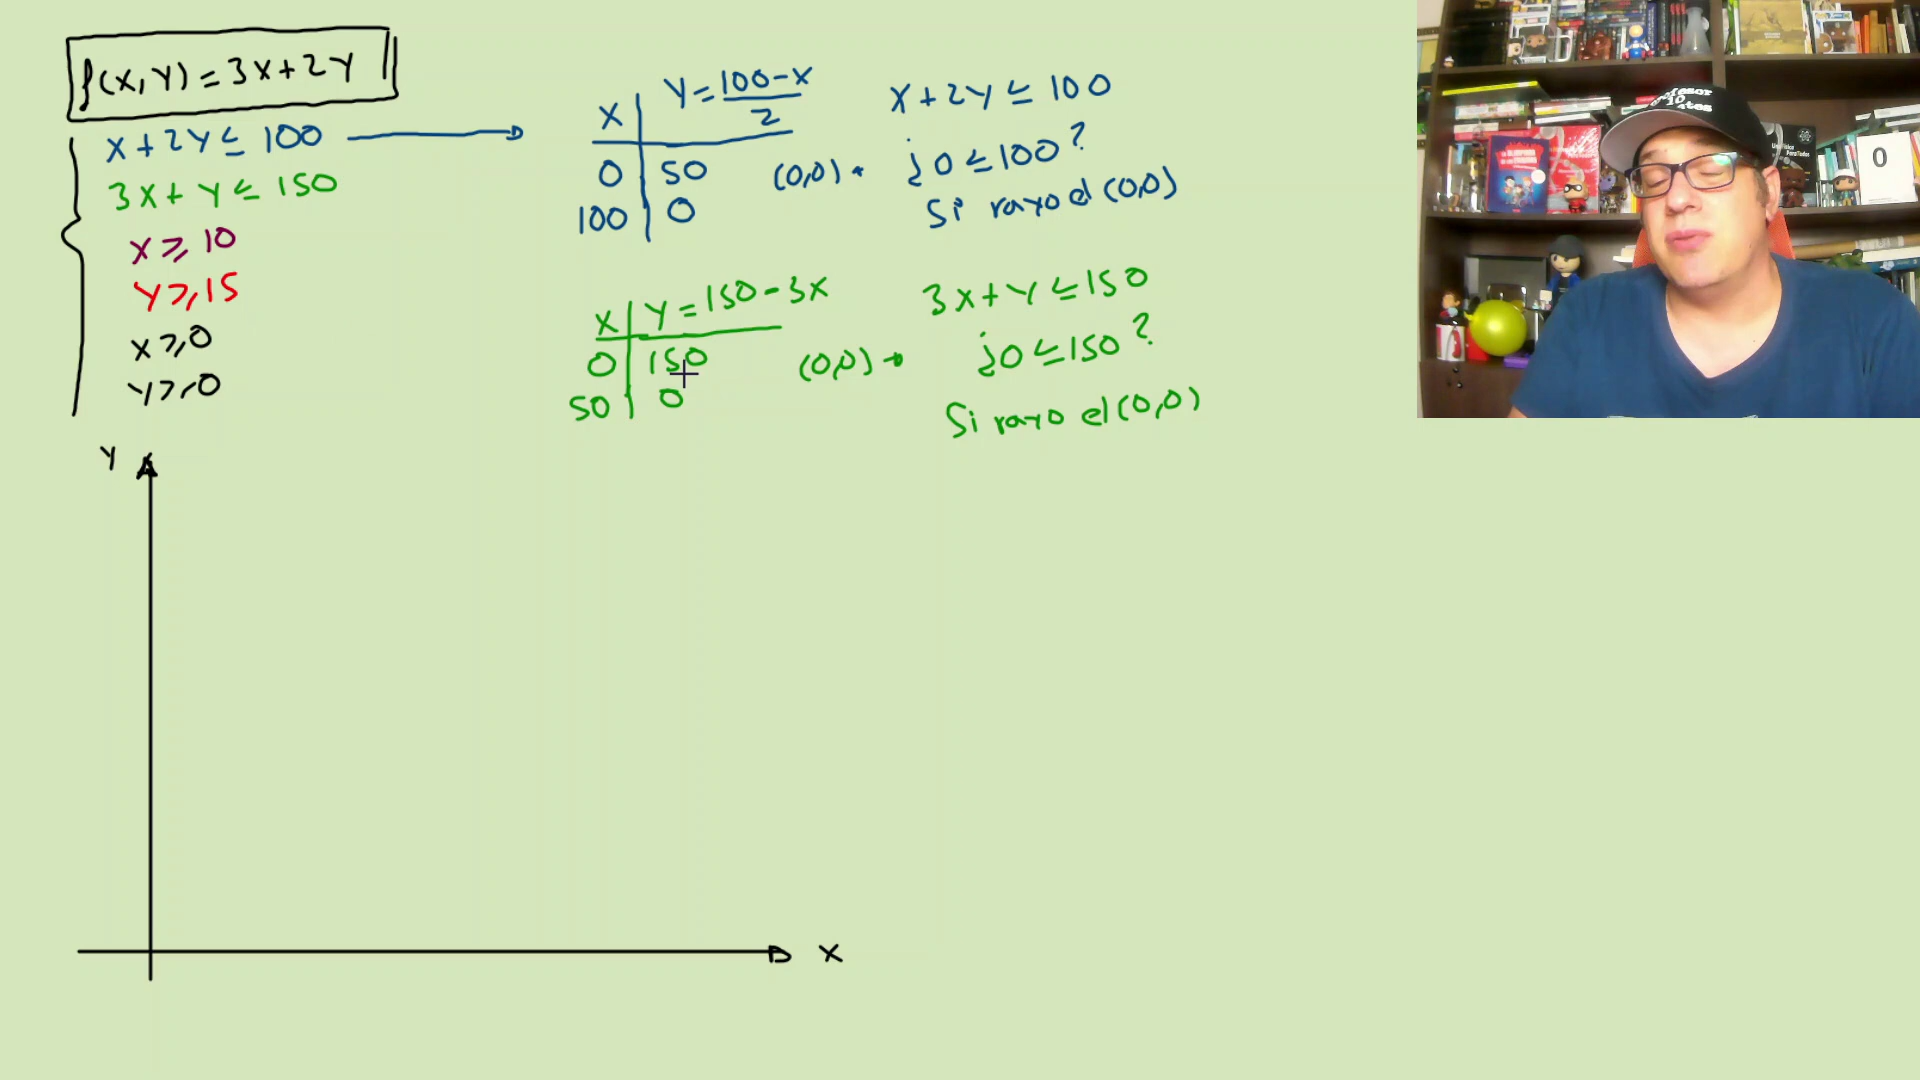 f(x,y) = 3x+2y
x+2y ≤ 100
3x+y ≤ 150
x ≥ 10
y ≥ 15
x ≥ 0
y ≥ 0
x | y = (100-x)/2
0 | 50
100 | 0
x+2y ≤ 100
(0,0)
¿0 ≤ 100?
Si rayo el (0,0)
x | y = 150-3x
0 | 150
50 | 0
3x+y ≤ 150
(0,0)
¿0 ≤ 150?
Si rayo el (0,0)
y
x
10
0